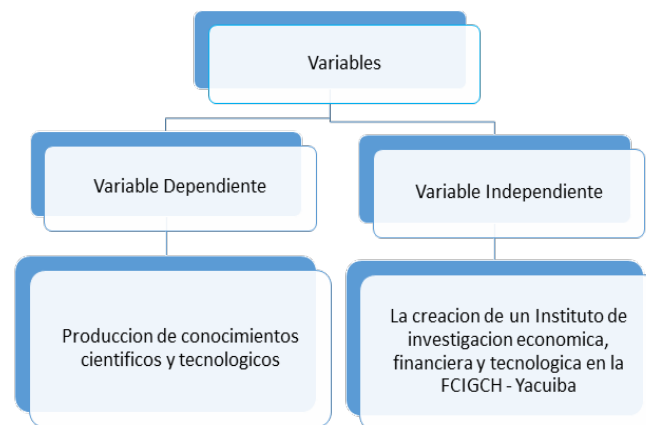 Variables
Variable Dependiente
Variable Independiente
Produccion de conocimientos
cientificos y tecnologicos
La creacion de un Instituto de
investigacion economica,
financiera y tecnologica en la
FCIGCH - Yacuiba